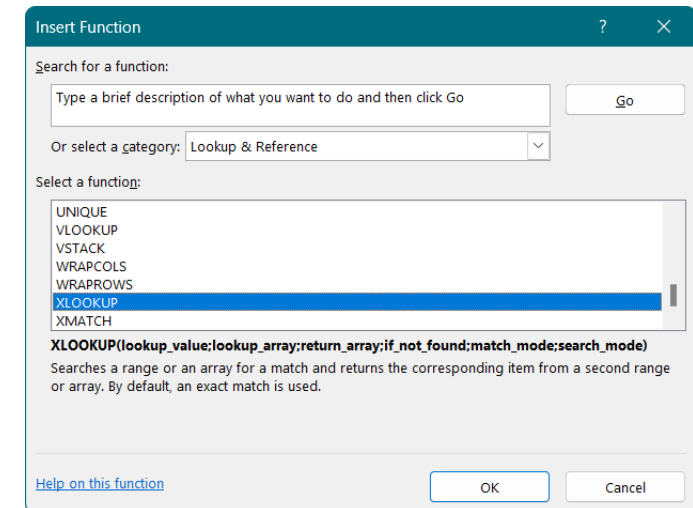 Insert Function
?
Search for a function:
Type a brief description of what you want to do and then click Go
Go
Or select a category: Lookup & Reference
Select a function:
UNIQUE
VLOOKUP
VSTACK
WRAPCOLS
WRAPROWS
XLOOKUP
XMATCH
XLOOKUP(lookup_value;lookup_array;return_array;if_not_found;match_mode;search_mode)
Searches a range or an array for a match and returns the corresponding item from a second range
or array. By default, an exact match is used.
Help on this function
OK
Cancel